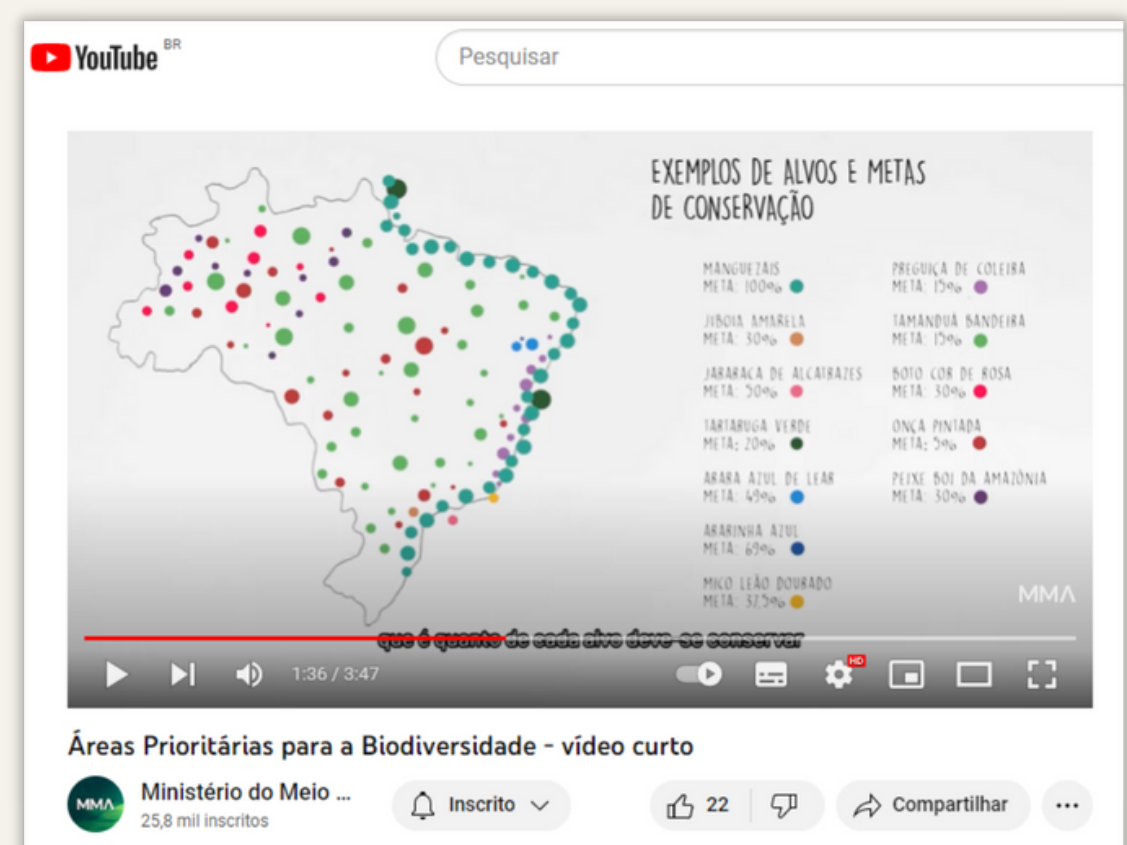 YouTube BR
Pesquisar
EXEMPLOS DE ALVOS E METAS
DE CONSERVAÇÃO
MANGUEZAIS
META: 100%
JIBOIA AMARELA
META: 30%
JARARACA DE ALCATRAZES
META: 50%
TARTARUGA VERDE
META: 20%
ARARA AZUL DE LEAR
META: 49%
ARARINHA AZUL
META: 69%
MICO LEÃO DOURADO
META: 37,5%
PREGUIÇA DE COLEIRA
META: 15%
TAMANDUÁ BANDEIRA
META: 15%
BOTO COR DE ROSA
META: 30%
ONÇA PINTADA
META: 5%
PEIXE BOI DA AMAZÔNIA
META: 30%
MMA
que é quanto de cada alvo deve-se conservar
1:36 / 3:47
HD
Áreas Prioritárias para a Biodiversidade - vídeo curto
MMA
Ministério do Meio ...
25,8 mil inscritos
Inscrito
22
Compartilhar
...